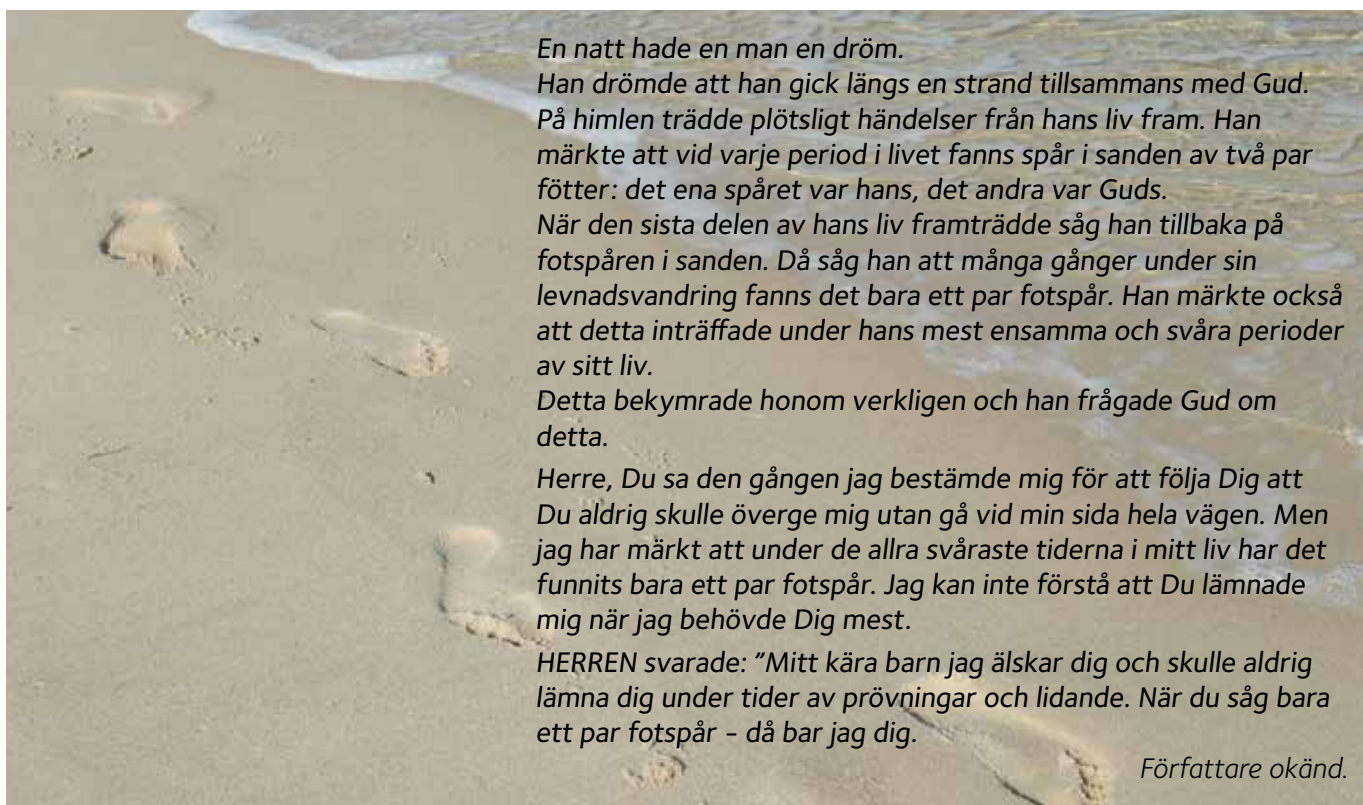 En natt hade en man en dröm.
Han drömde att han gick längs en strand tillsammans med Gud.
På himlen trädde plötsligt händelser från hans liv fram. Han
märkte att vid varje period i livet fanns spår i sanden av två par
fötter: det ena spåret var hans, det andra var Guds.
När den sista delen av hans liv framträdde såg han tillbaka på
fotspåren i sanden. Då såg han att många gånger under sin
levnadsvandring fanns det bara ett par fotspår. Han märkte också
att detta inträffade under hans mest ensamma och svåra perioder
av sitt liv.
Detta bekymrade honom verkligen och han frågade Gud om
detta.
Herre, Du sa den gången jag bestämde mig för att följa Dig att
Du aldrig skulle överge mig utan gå vid min sida hela vägen. Men
jag har märkt att under de allra svåraste tiderna i mitt liv har det
funnits bara ett par fotspår. Jag kan inte förstå att Du lämnade
mig när jag behövde Dig mest.
HERREN svarade: ”Mitt kära barn jag älskar dig och skulle aldrig
lämna dig under tider av prövningar och lidande. När du såg bara
ett par fotspår - då bar jag dig.
Författare okänd.